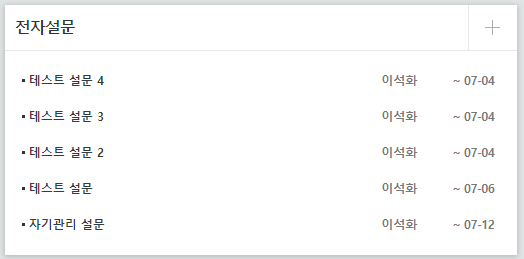 전자설문
테스트 설문 4 이석화 ~ 07-04
테스트 설문 3 이석화 ~ 07-04
테스트 설문 2 이석화 ~ 07-04
테스트 설문 이석화 ~ 07-06
자기관리 설문 이석화 ~ 07-12